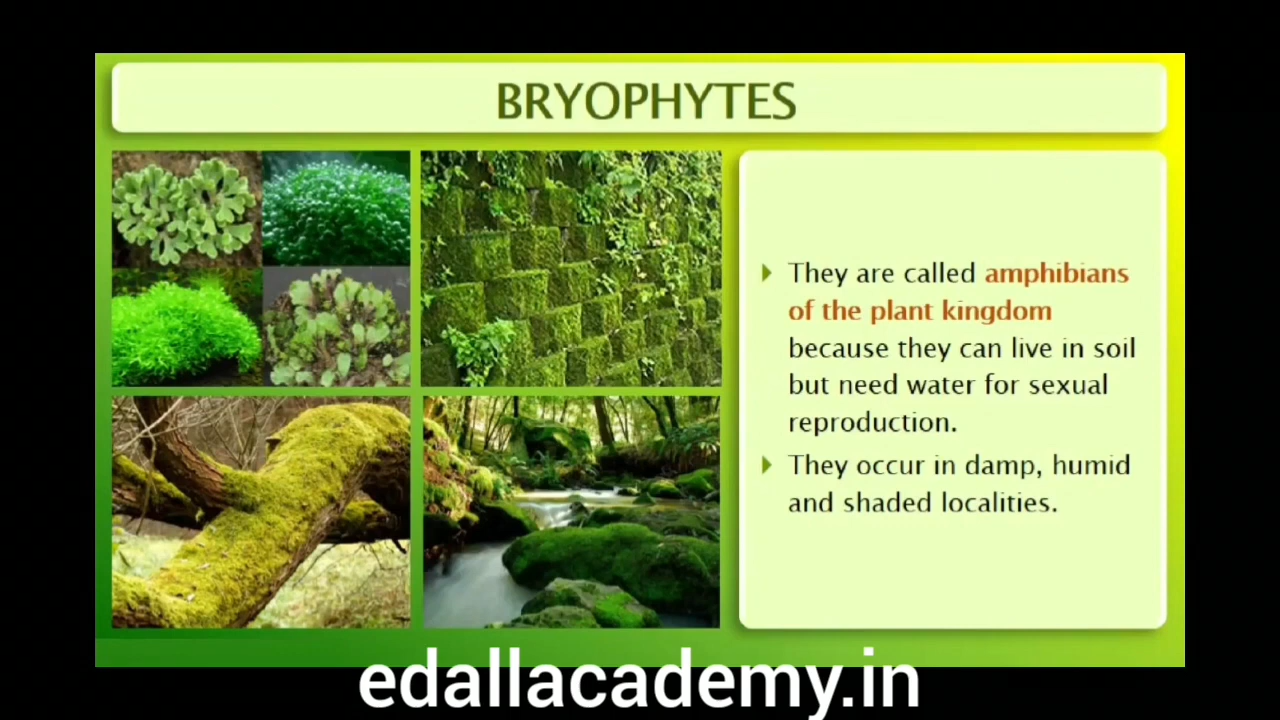 BRYOPHYTES
They are called amphibians
of the plant kingdom
because they can live in soil
but need water for sexual
reproduction.
They occur in damp, humid
and shaded localities.
edallacademy.in